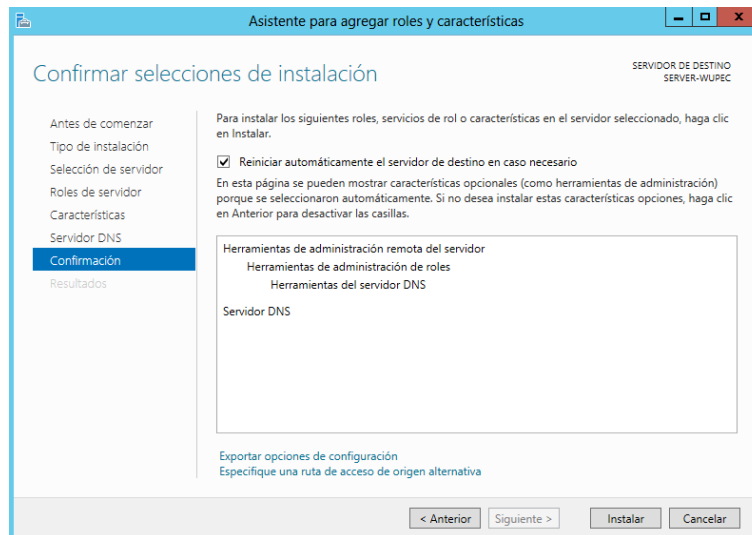 Asistente para agregar roles y características
Confirmar selecciones de instalación
SERVIDOR DE DESTINO
SERVER-WUPEC
Antes de comenzar
Tipo de instalación
Selección de servidor
Roles de servidor
Características
Servidor DNS
Confirmación
Resultados
Para instalar los siguientes roles, servicios de rol o características en el servidor seleccionado, haga clic
en Instalar.
Reiniciar automáticamente el servidor de destino en caso necesario
En esta página se pueden mostrar características opcionales (como herramientas de administración)
porque se seleccionaron automáticamente. Si no desea instalar estas características opciones, haga clic
en Anterior para desactivar las casillas.
Herramientas de administración remota del servidor
Herramientas de administración de roles
Herramientas del servidor DNS
Servidor DNS
Exportar opciones de configuración
Especifique una ruta de acceso de origen alternativa
< Anterior
Siguiente >
Instalar
Cancelar